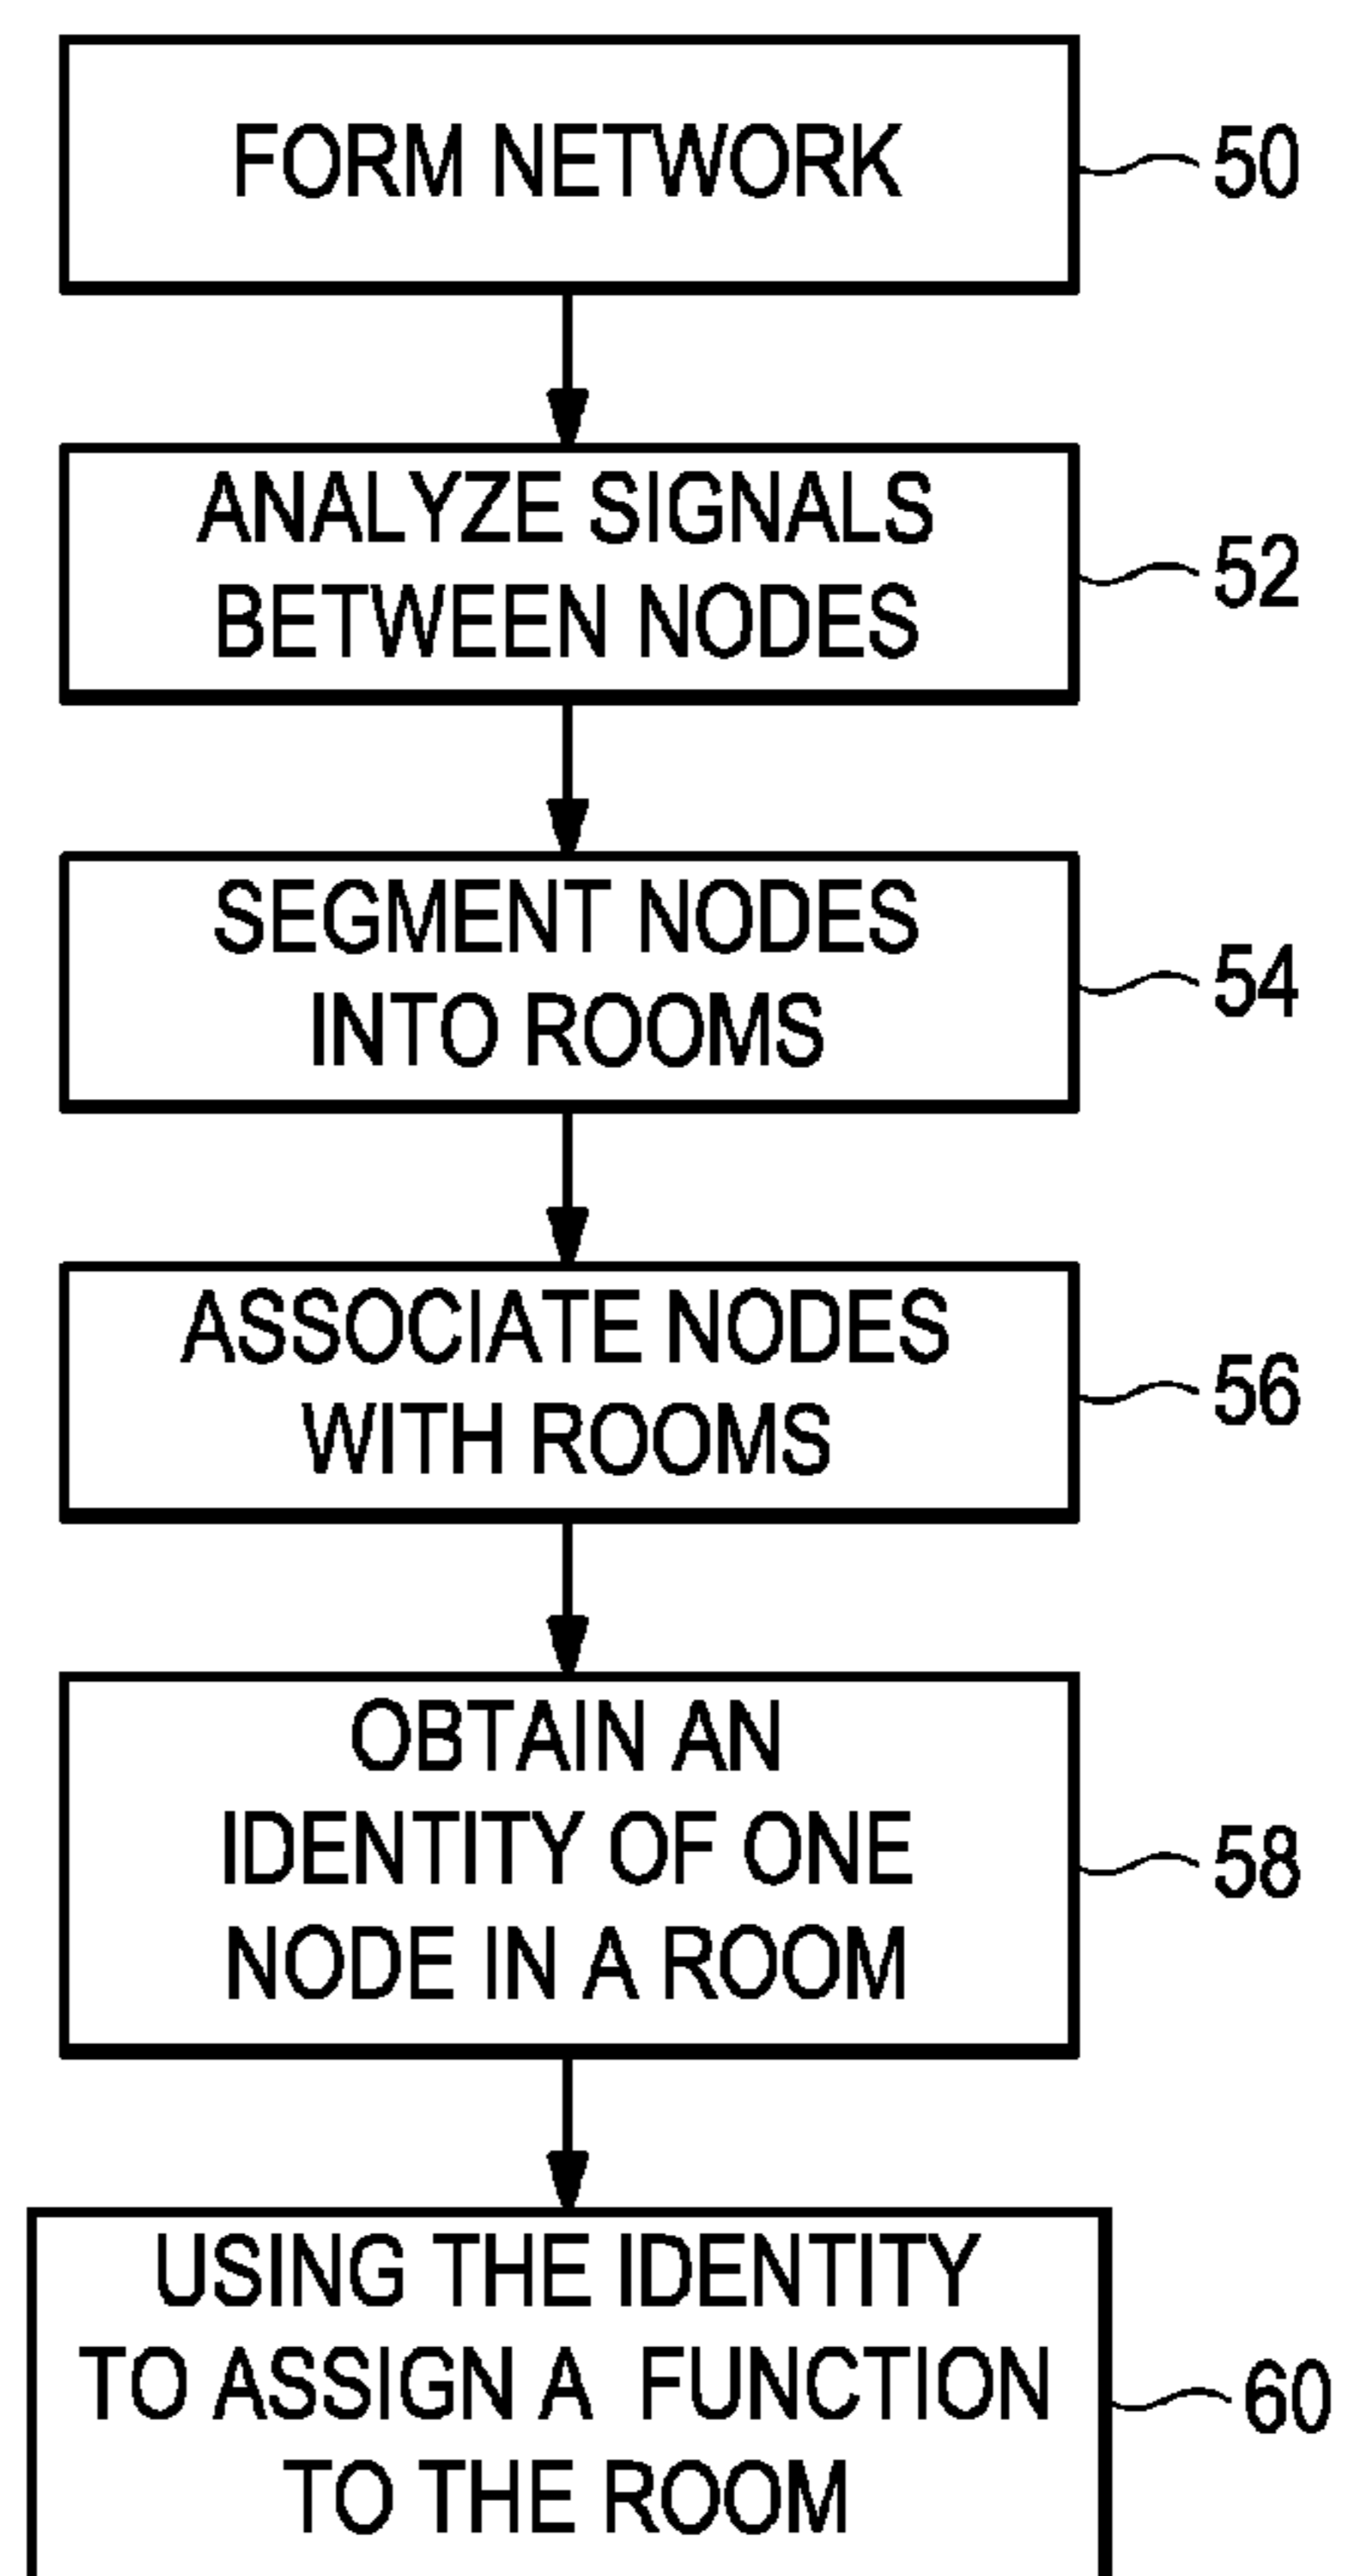 FORM NETWORK
50
ANALYZE SIGNALS
BETWEEN NODES
52
SEGMENT NODES
INTO ROOMS
54
ASSOCIATE NODES
WITH ROOMS
56
OBTAIN AN
IDENTITY OF ONE
NODE IN A ROOM
58
USING THE IDENTITY
TO ASSIGN A FUNCTION
TO THE ROOM
60